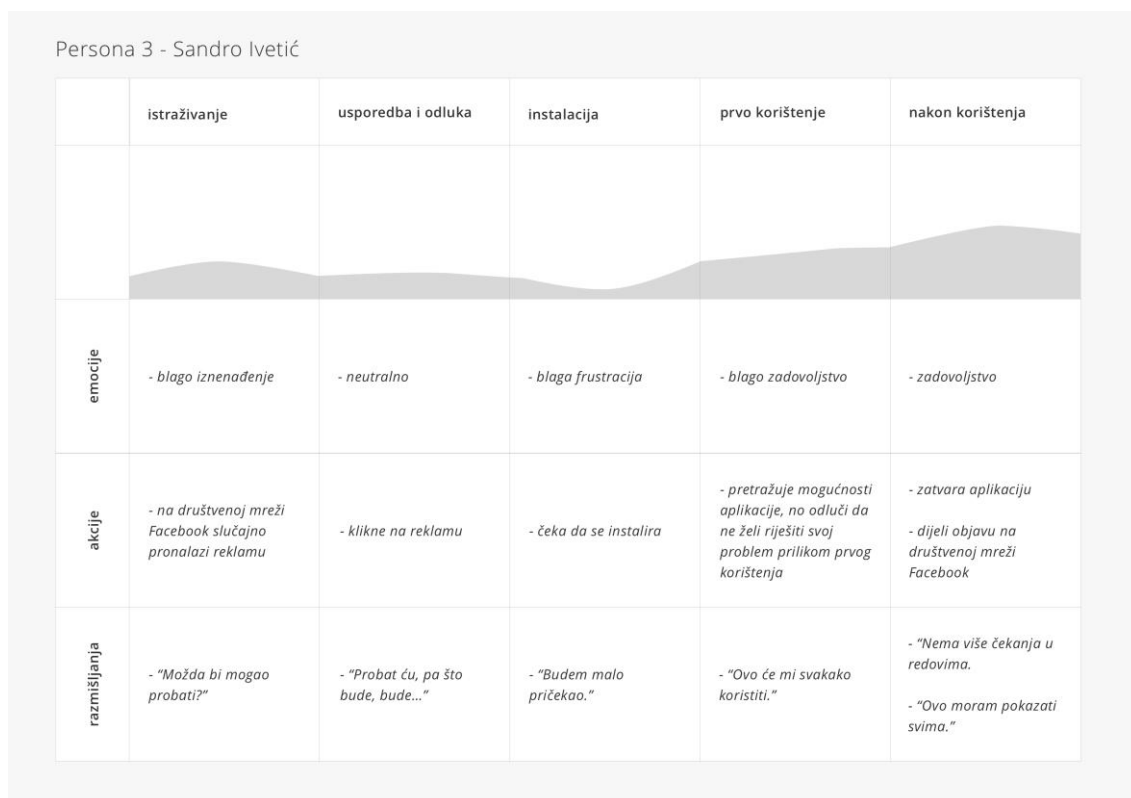 Persona 3 - Sandro Ivetić
istraživanje
usporedba i odluka
instalacija
prvo korištenje
nakon korištenja
emocije
- blago iznenađenje
- neutralno
- blaga frustracija
- blago zadovoljstvo
- zadovoljstvo
akcije
- na društvenoj mreži
Facebook slučajno
pronalazi reklamu
- klikne na reklamu
- čeka da se instalira
- pretražuje mogućnosti
aplikacije, no odluči da
ne želi riješiti svoj
problem prilikom prvog
korištenja
- zatvara aplikaciju
- dijeli objavu na
društvenoj mreži
Facebook
razmišljanja
- “Možda bi mogao
probati?”
- “Probat ću, pa što
bude, bude...”
- “Budem malo
pričekao.”
- “Ovo će mi svakako
koristiti.”
- “Nema više čekanja u
redovima.
- “Ovo moram pokazati
svima.”